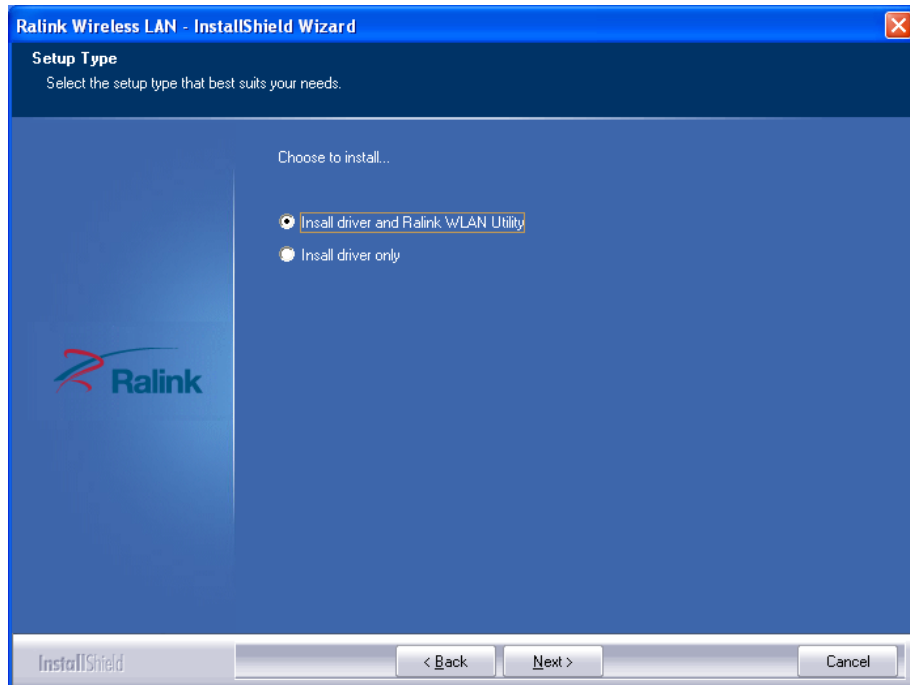 Ralink Wireless LAN - InstallShield Wizard
Setup Type
Select the setup type that best suits your needs.
Choose to install...
Insall driver and Ralink WLAN Utility
Insall driver only
Ralink
InstallShield
< Back
Next >
Cancel